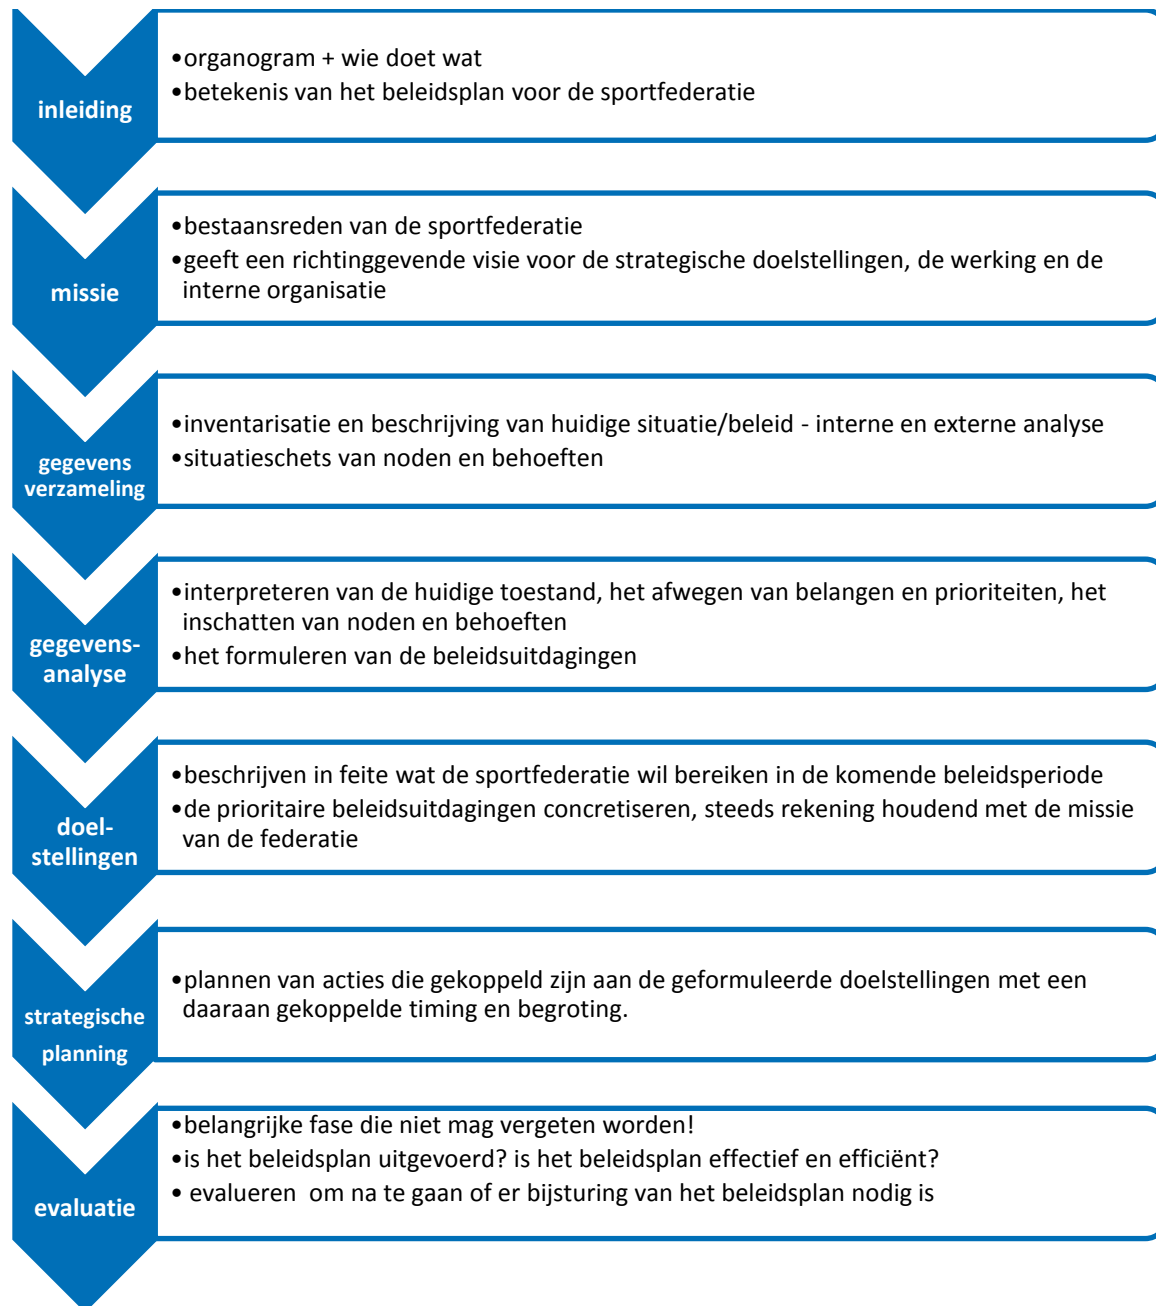 inleiding
•organogram + wie doet wat
•betekenis van het beleidsplan voor de sportfederatie
missie
•bestaansreden van de sportfederatie
•geeft een richtinggevende visie voor de strategische doelstellingen, de werking en de
interne organisatie
gegevens
verzameling
•inventarisatie en beschrijving van huidige situatie/beleid - interne en externe analyse
•situatieschets van noden en behoeften
gegevens-
analyse
•interpreteren van de huidige toestand, het afwegen van belangen en prioriteiten, het
inschatten van noden en behoeften
•het formuleren van de beleidsuitdagingen
doel-
stellingen
•beschrijven in feite wat de sportfederatie wil bereiken in de komende beleidsperiode
•de prioritaire beleidsuitdagingen concretiseren, steeds rekening houdend met de missie
van de federatie
strategische
planning
•plannen van acties die gekoppeld zijn aan de geformuleerde doelstellingen met een
daaraan gekoppelde timing en begroting.
evaluatie
•belangrijke fase die niet mag vergeten worden!
•is het beleidsplan uitgevoerd? is het beleidsplan effectief en efficiënt?
• evalueren  om na te gaan of er bijsturing van het beleidsplan nodig is